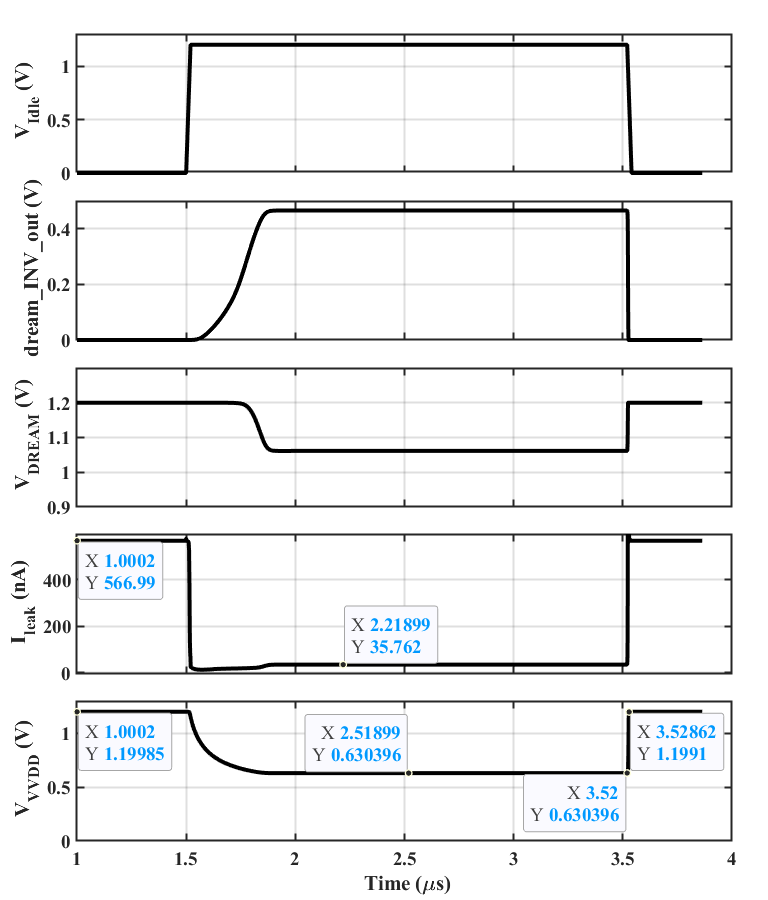 V_Idle (V)
1
0.5
0
dream_INV_out (V)
0.4
0.2
0
V_DREAM (V)
1.2
1.1
1
0.9
I_leak (nA)
400
200
0
X 1.0002
Y 566.99
X 2.21899
Y 35.762
V_VVDD (V)
1
0.5
0
X 1.0002
Y 1.19985
X 2.51899
Y 0.630396
X 3.52862
Y 1.1991
X 3.52
Y 0.630396
1 1.5 2 2.5 3 3.5 4
Time (μs)